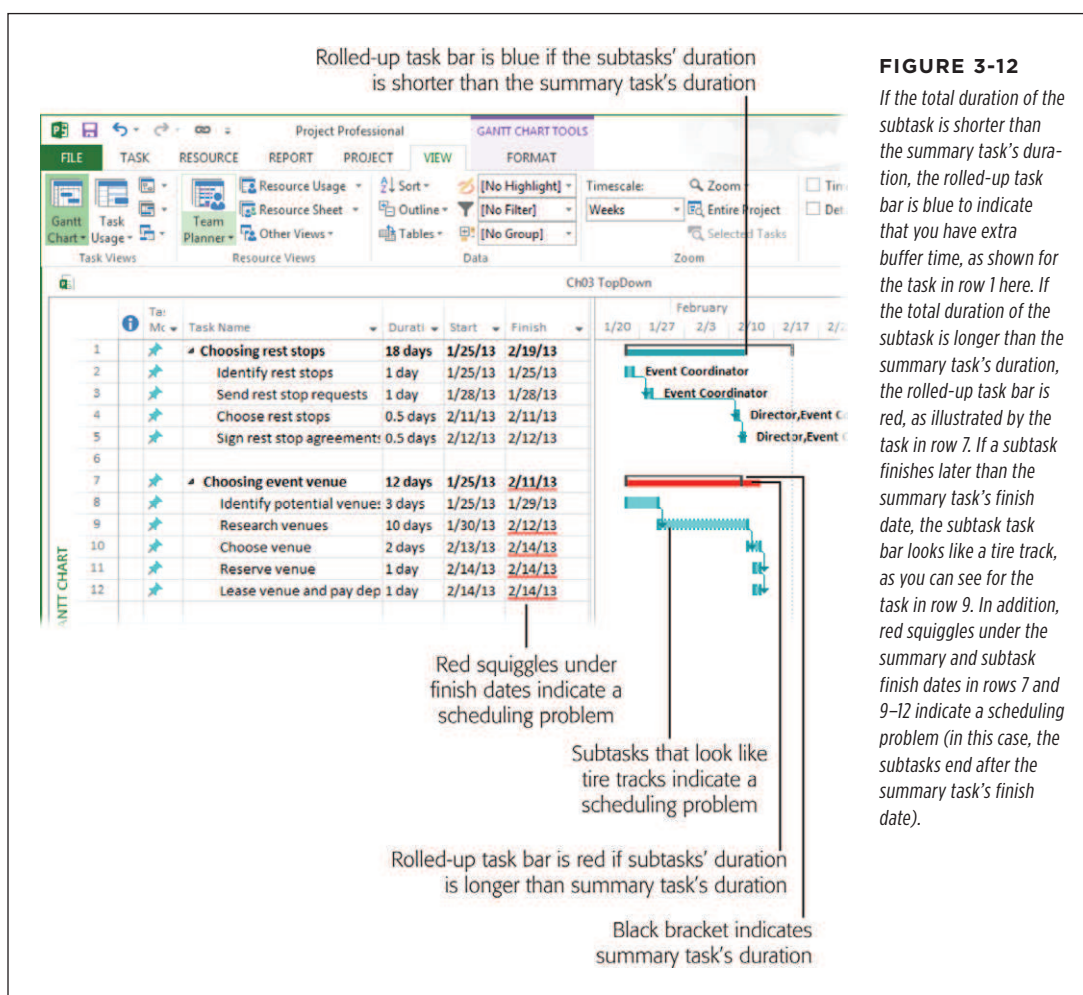 Rolled-up task bar is blue if the subtasks' duration
is shorter than the summary task's duration
Project Professional
GANTT CHART TOOLS
FILE TASK RESOURCE REPORT PROJECT VIEW FORMAT
Gantt Chart
Task Usage
Team Planner
Resource Usage
Resource Sheet
Other Views
Sort
Outline
Tables
[No Highlight]
[No Filter]
[No Group]
Timescale:
Weeks
Zoom
Entire Project
Selected Tasks
Task Views Resource Views Data Zoom
Ch03 TopDown
Task Name Durati Start Finish
February
1/20 1/27 2/3 2/10 2/17
1 Choosing rest stops 18 days 1/25/13 2/19/13
2 Identify rest stops 1 day 1/25/13 1/25/13 Event Coordinator
3 Send rest stop requests 1 day 1/28/13 1/28/13 Event Coordinator
4 Choose rest stops 0.5 days 2/11/13 2/11/13 Director,Event
5 Sign rest stop agreements 0.5 days 2/12/13 2/12/13 Director,Event
6
7 Choosing event venue 12 days 1/25/13 2/11/13
8 Identify potential venues 3 days 1/25/13 1/29/13
9 Research venues 10 days 1/30/13 2/12/13
10 Choose venue 2 days 2/13/13 2/14/13
11 Reserve venue 1 day 2/14/13 2/14/13
12 Lease venue and pay dep 1 day 2/14/13 2/14/13
ANTT CHART
Red squiggles under
finish dates indicate a
scheduling problem
Subtasks that look like
tire tracks indicate a
scheduling problem
Rolled-up task bar is red if subtasks' duration
is longer than summary task's duration
Black bracket indicates
summary task's duration
FIGURE 3-12
If the total duration of the
subtask is shorter than
the summary task's dura-
tion, the rolled-up task
bar is blue to indicate
that you have extra
buffer time, as shown for
the task in row 1 here. If
the total duration of the
subtask is longer than the
summary task's duration,
the rolled-up task bar is
red, as illustrated by the
task in row 7. If a subtask
finishes later than the
summary task's finish
date, the subtask task
bar looks like a tire track,
as you can see for the
task in row 9. In addition,
red squiggles under the
summary and subtask
finish dates in rows 7 and
9–12 indicate a scheduling
problem (in this case, the
subtasks end after the
summary task's finish
date).